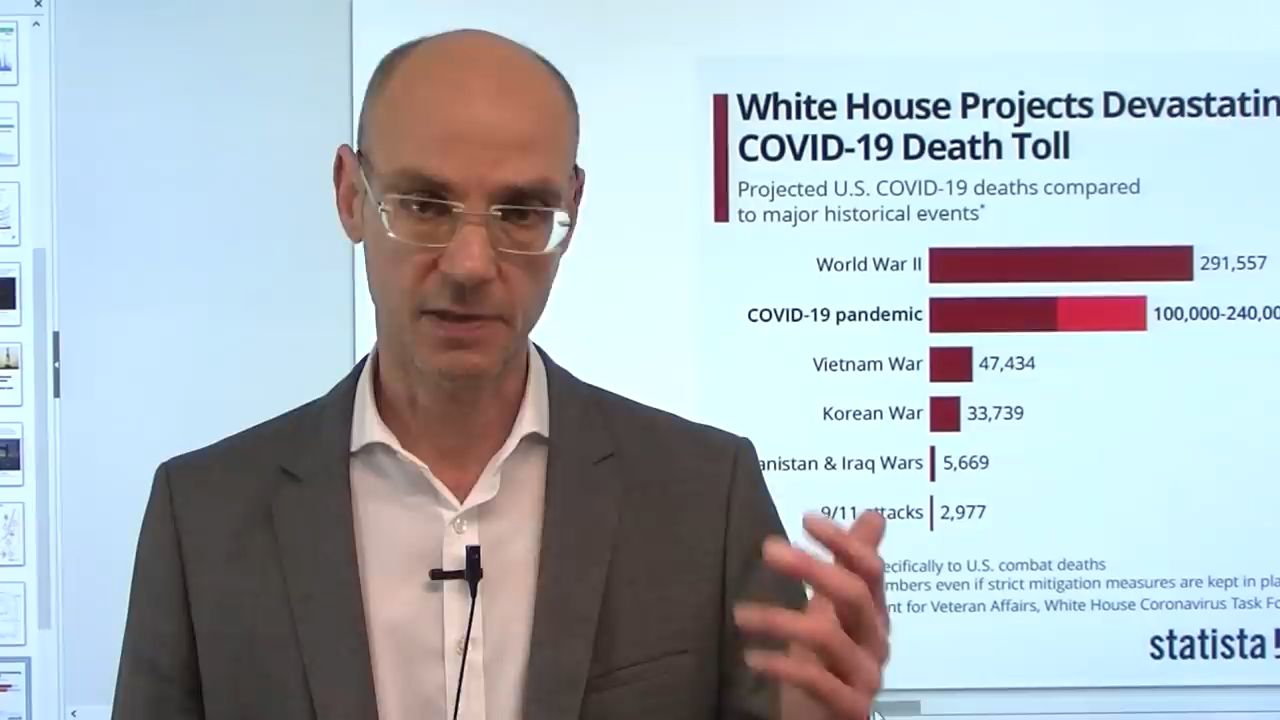 White House Projects Devastatin
COVID-19 Death Toll
Projected U.S. COVID-19 deaths compared
to major historical events*
World War II 291,557
COVID-19 pandemic 100,000-240,00
Vietnam War 47,434
Korean War 33,739
anistan & Iraq Wars 5,669
9/11 attacks 2,977
ecifically to U.S. combat deaths
mbers even if strict mitigation measures are kept in pla
nt for Veteran Affairs, White House Coronavirus Task Fo
statista